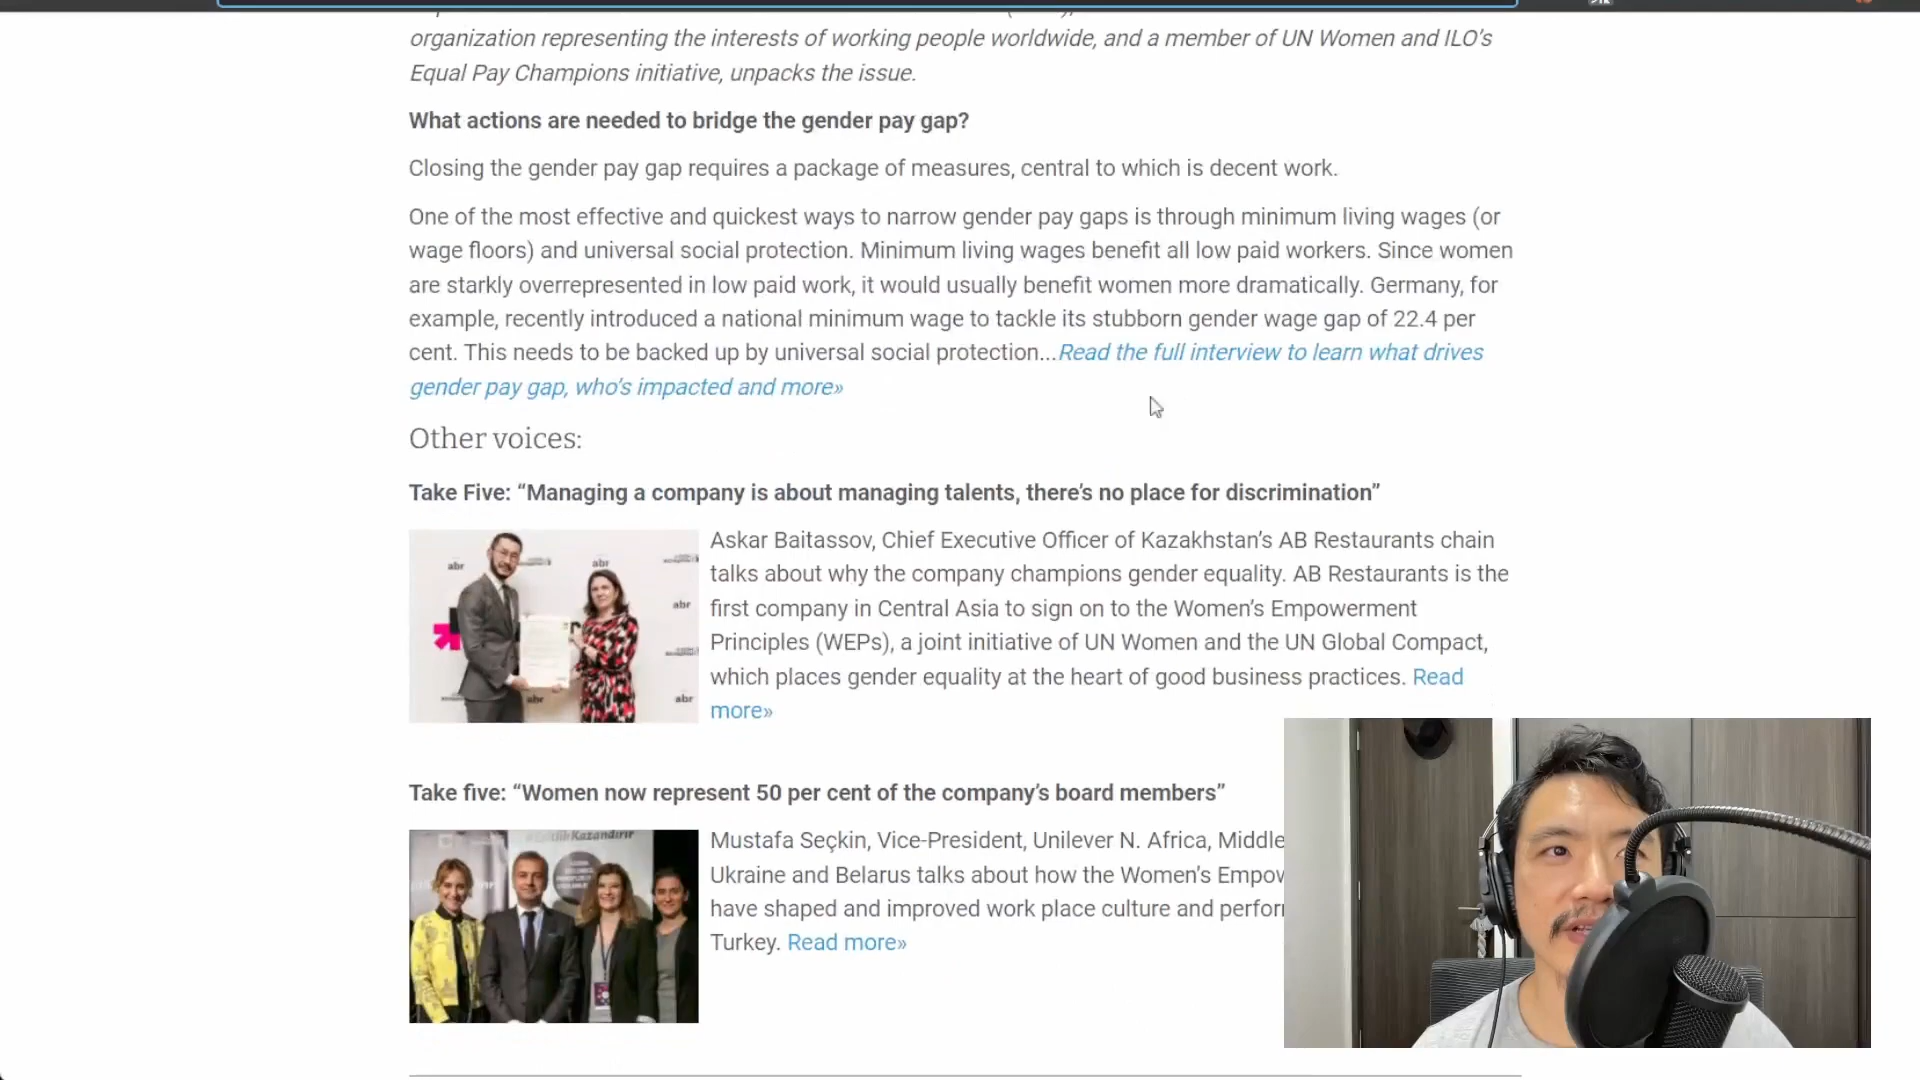 organization representing the interests of working people worldwide, and a member of UN Women and ILO’s
Equal Pay Champions initiative, unpacks the issue.
What actions are needed to bridge the gender pay gap?
Closing the gender pay gap requires a package of measures, central to which is decent work.
One of the most effective and quickest ways to narrow gender pay gaps is through minimum living wages (or
wage floors) and universal social protection. Minimum living wages benefit all low paid workers. Since women
are starkly overrepresented in low paid work, it would usually benefit women more dramatically. Germany, for
example, recently introduced a national minimum wage to tackle its stubborn gender wage gap of 22.4 per
cent. This needs to be backed up by universal social protection...Read the full interview to learn what drives
gender pay gap, who’s impacted and more»
Other voices:
Take Five: “Managing a company is about managing talents, there’s no place for discrimination”
abr
abr
abr
abr
abr
Askar Baitassov, Chief Executive Officer of Kazakhstan’s AB Restaurants chain
talks about why the company champions gender equality. AB Restaurants is the
first company in Central Asia to sign on to the Women’s Empowerment
Principles (WEPs), a joint initiative of UN Women and the UN Global Compact,
which places gender equality at the heart of good business practices. Read
more»
Take five: “Women now represent 50 per cent of the company’s board members”
Mustafa Seçkin, Vice-President, Unilever N. Africa, Middle
Ukraine and Belarus talks about how the Women’s Empow
have shaped and improved work place culture and perfor
Turkey. Read more»